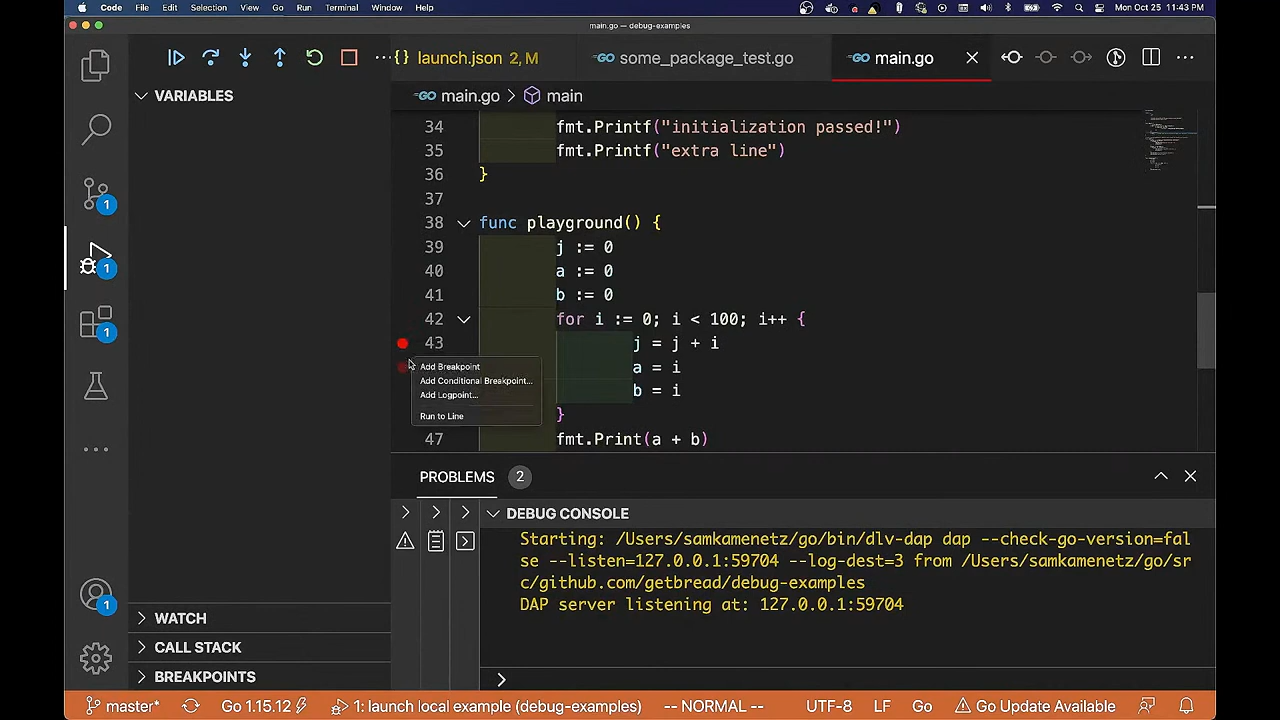 Code File Edit Selection View Go Run Terminal Window Help Mon Oct 25 11:43 PM
main.go — debug-examples
{} launch.json 2, M some_package_test.go main.go
VARIABLES
main.go > main
34 fmt.Printf("initialization passed!")
35 fmt.Printf("extra line")
36 }
37
38 func playground() {
39 j := 0
40 a := 0
41 b := 0
42 for i := 0; i < 100; i++ {
43 j = j + i
a = i
b = i
}
47 fmt.Print(a + b)
Add Breakpoint
Add Conditional Breakpoint...
Add Logpoint...
Run to Line
1
1
1
1
PROBLEMS 2
DEBUG CONSOLE
Starting: /Users/samkamenetz/go/bin/dlv-dap dap --check-go-version=fal
se --listen=127.0.0.1:59704 --log-dest=3 from /Users/samkamenetz/go/sr
c/github.com/getbread/debug-examples
DAP server listening at: 127.0.0.1:59704
WATCH
CALL STACK
BREAKPOINTS
master* Go 1.15.12 1: launch local example (debug-examples) -- NORMAL -- UTF-8 LF Go Go Update Available